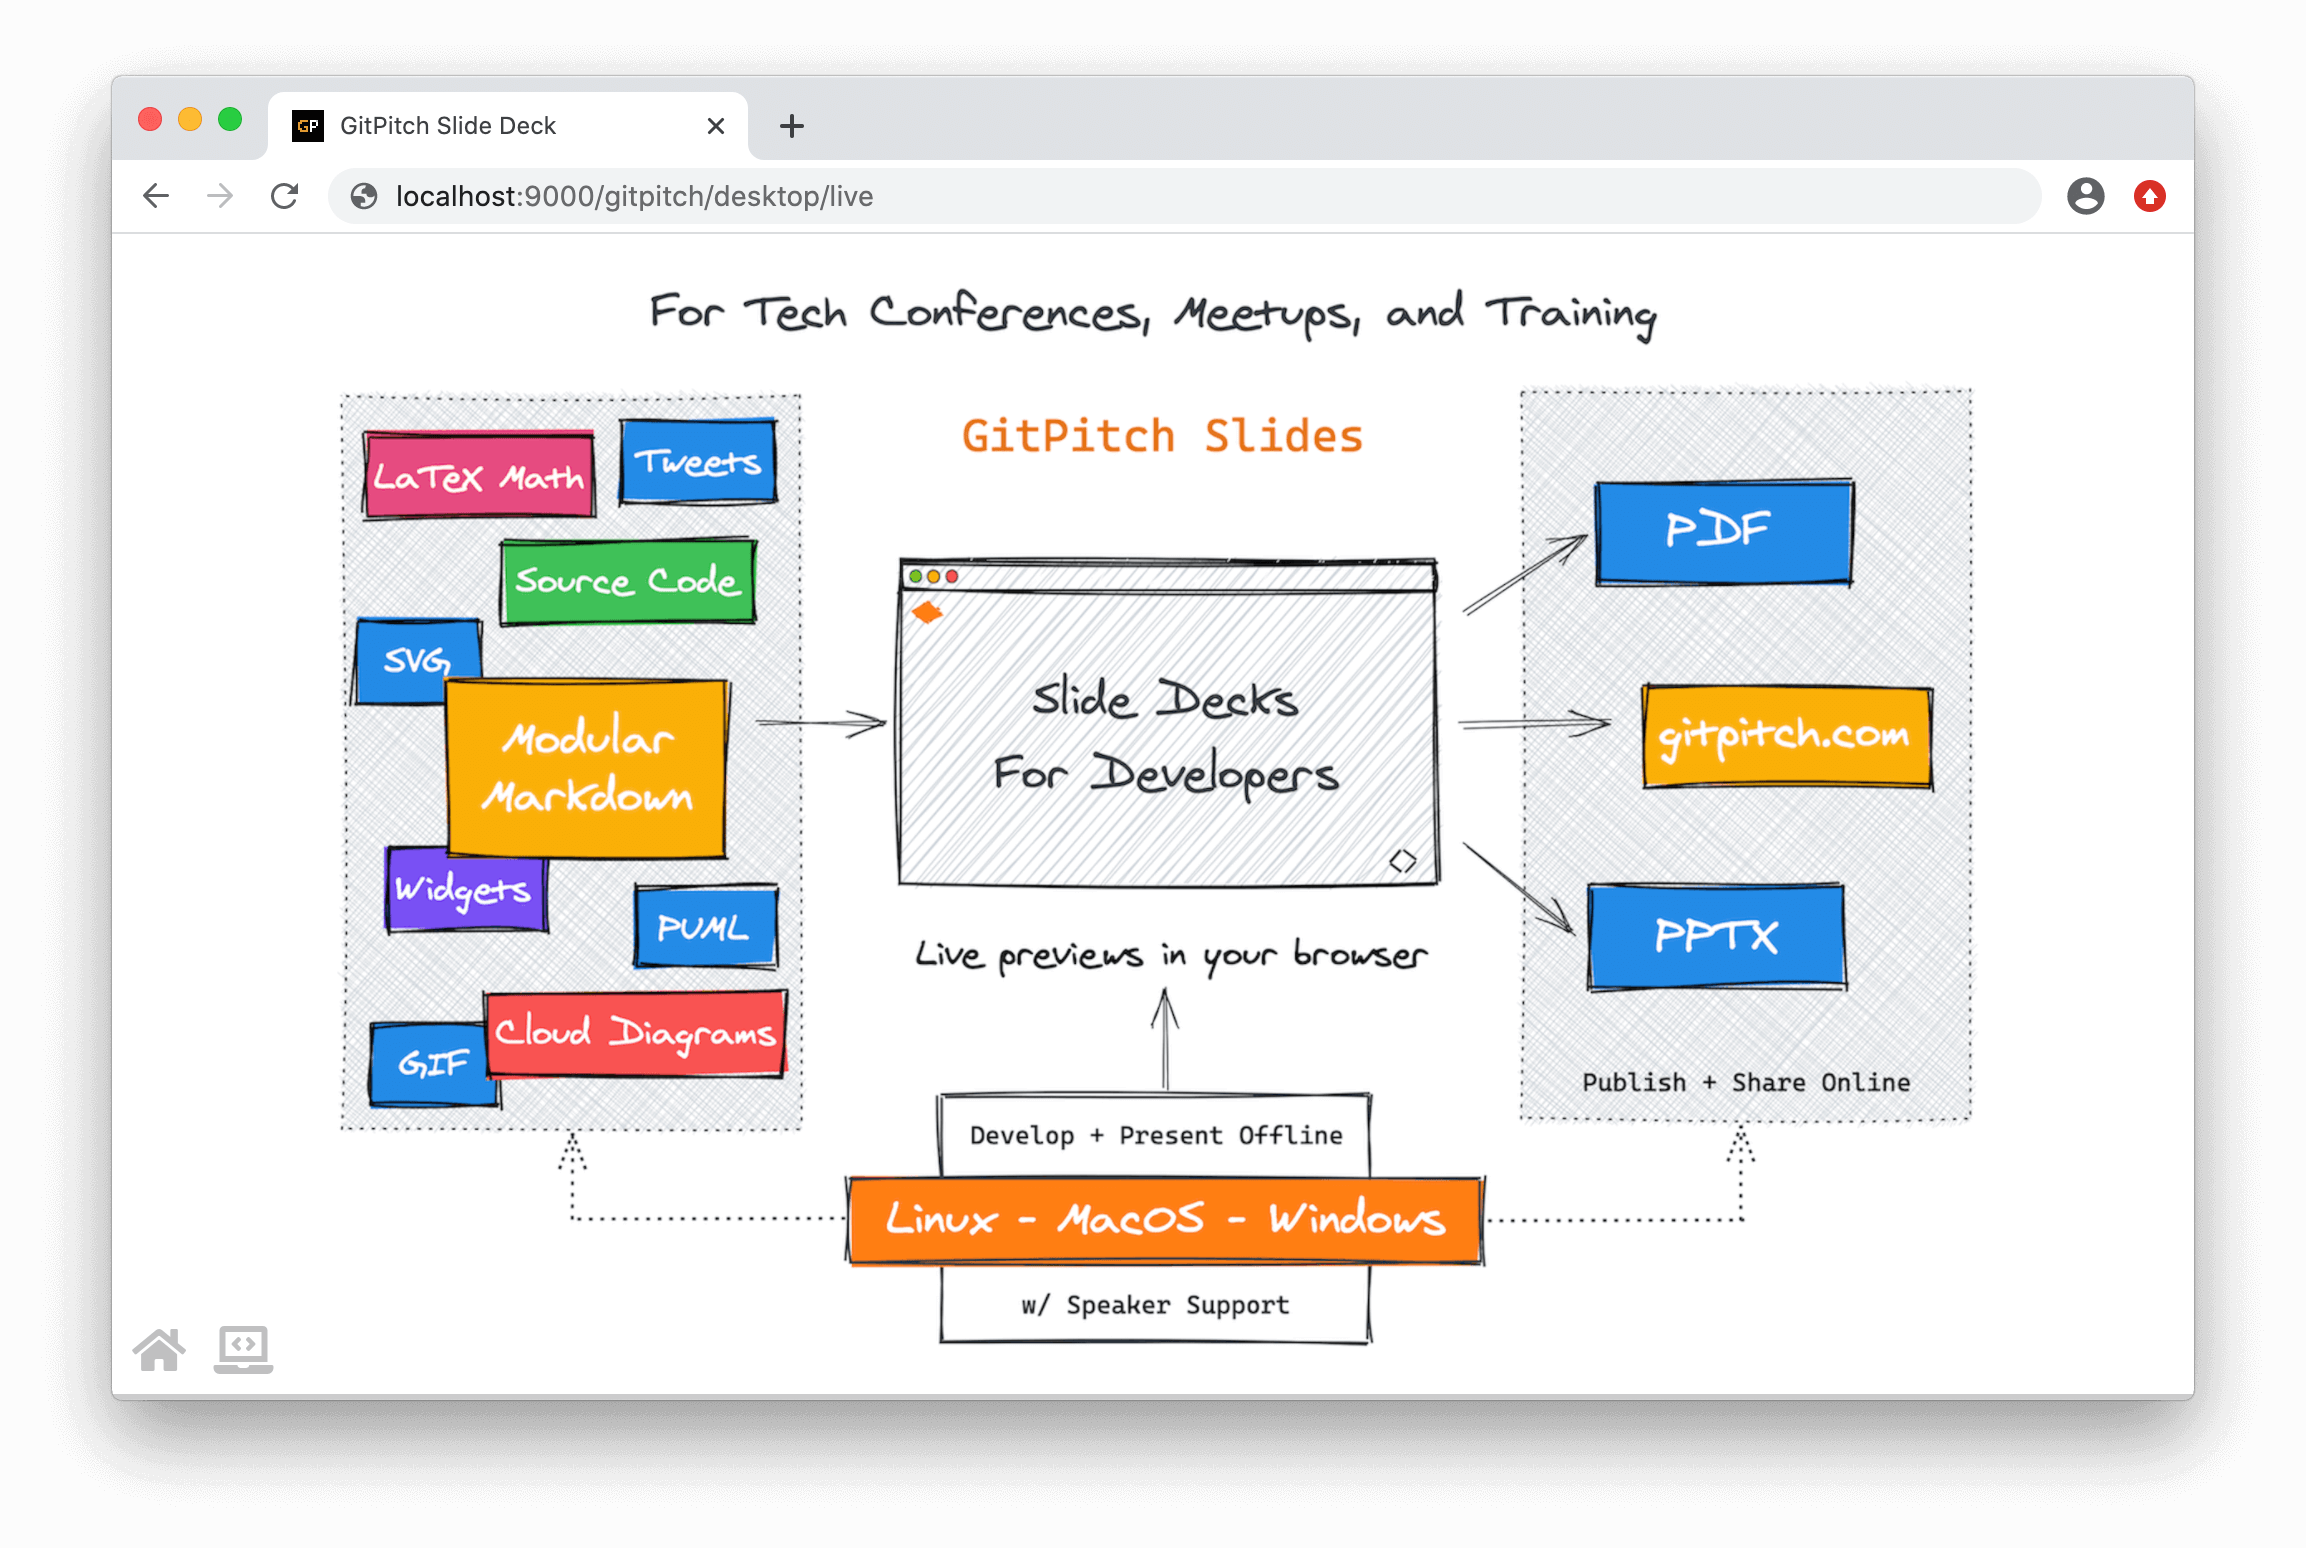 GP GitPitch Slide Deck
localhost:9000/gitpitch/desktop/live
For Tech Conferences, Meetups, and Training
LaTeX Math
Tweets
Source Code
SVG
Modular
Markdown
Widgets
PUML
GIF
Cloud Diagrams
GitPitch Slides
Slide Decks
For Developers
Live previews in your browser
PDF
gitpitch.com
PPTX
Publish + Share Online
Develop + Present Offline
Linux - MacOS - Windows
w/ Speaker Support